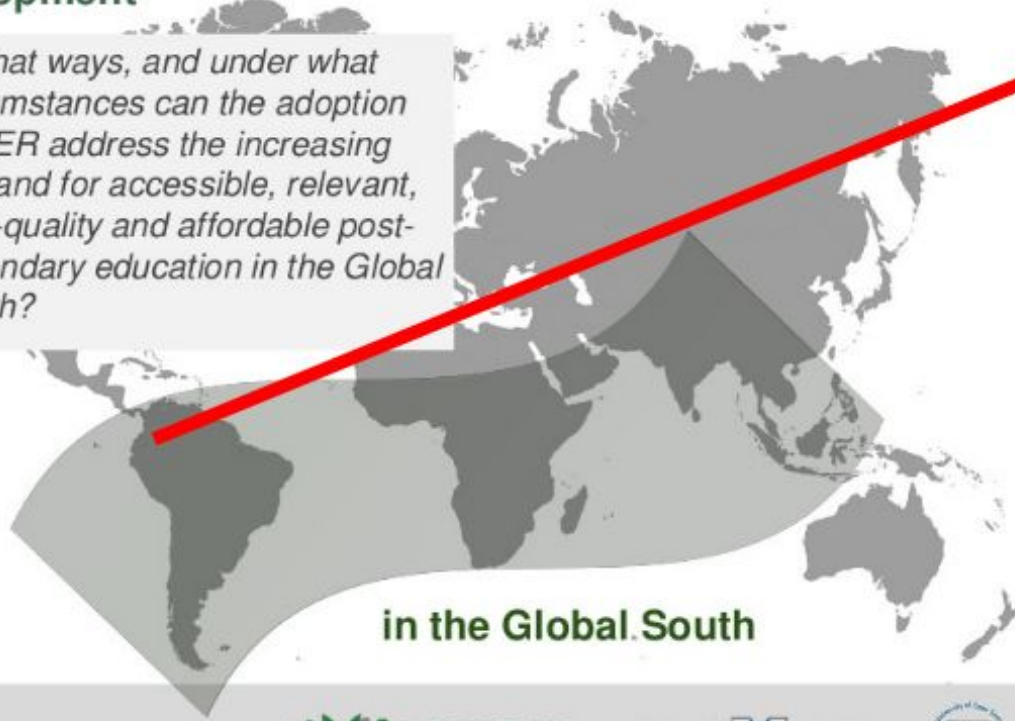 opment
hat ways, and under what
mstances can the adoption
ER address the increasing
and for accessible, relevant,
-quality and affordable post-
ndary education in the Global
h?
in the Global South